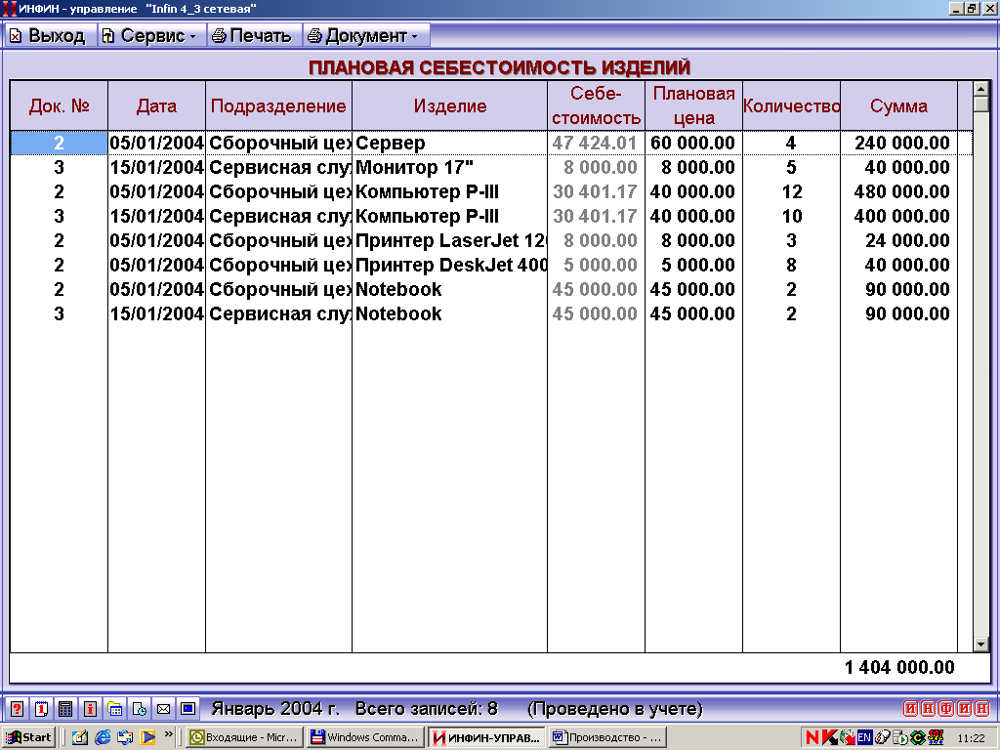 ИНФИН - управление "Infin 4_3 сетевая"
Выход Сервис Печать Документ
ПЛАНОВАЯ СЕБЕСТОИМОСТЬ ИЗДЕЛИЙ
Док. № Дата Подразделение Изделие Себе-стоимость Плановая цена Количество Сумма
2 05/01/2004 Сборочный цех Сервер 47 424.01 60 000.00 4 240 000.00
3 15/01/2004 Сервисная слу Монитор 17" 8 000.00 8 000.00 5 40 000.00
2 05/01/2004 Сборочный цех Компьютер P-III 30 401.17 40 000.00 12 480 000.00
3 15/01/2004 Сервисная слу Компьютер P-III 30 401.17 40 000.00 10 400 000.00
2 05/01/2004 Сборочный цех Принтер LaserJet 120 8 000.00 8 000.00 3 24 000.00
2 05/01/2004 Сборочный цех Принтер DeskJet 400 5 000.00 5 000.00 8 40 000.00
2 05/01/2004 Сборочный цех Notebook 45 000.00 45 000.00 2 90 000.00
3 15/01/2004 Сервисная слу Notebook 45 000.00 45 000.00 2 90 000.00
1 404 000.00
Январь 2004 г. Всего записей: 8 (Проведено в учете) ИНФИН
Start Входящие - Micr... Windows Comma... ИНФИН-УПРАВ... Производство - ... EN 11:22